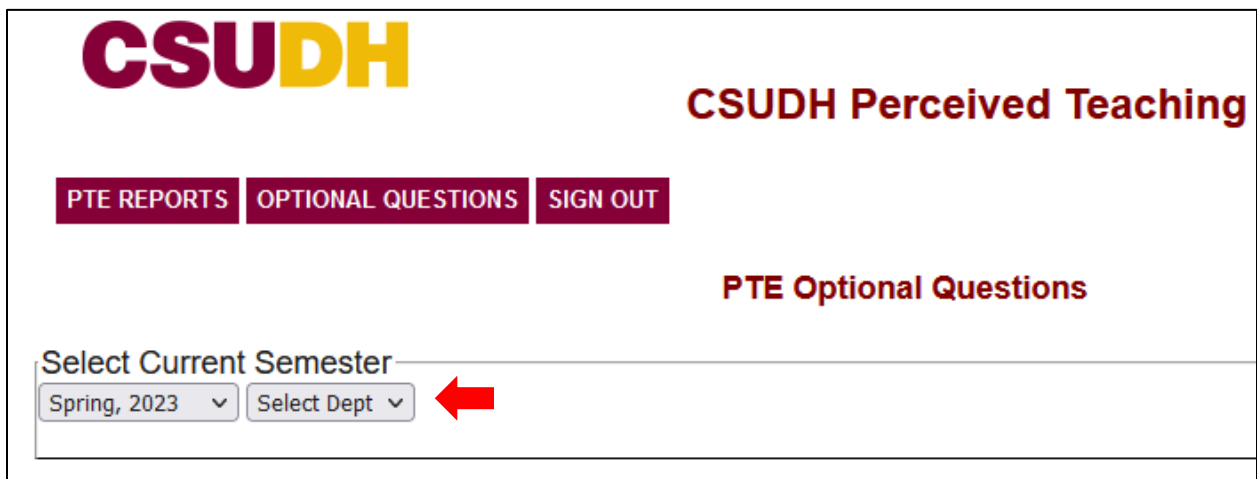 CSUDH
CSUDH Perceived Teaching
PTE REPORTS OPTIONAL QUESTIONS SIGN OUT
PTE Optional Questions
Select Current Semester
Spring, 2023 Select Dept